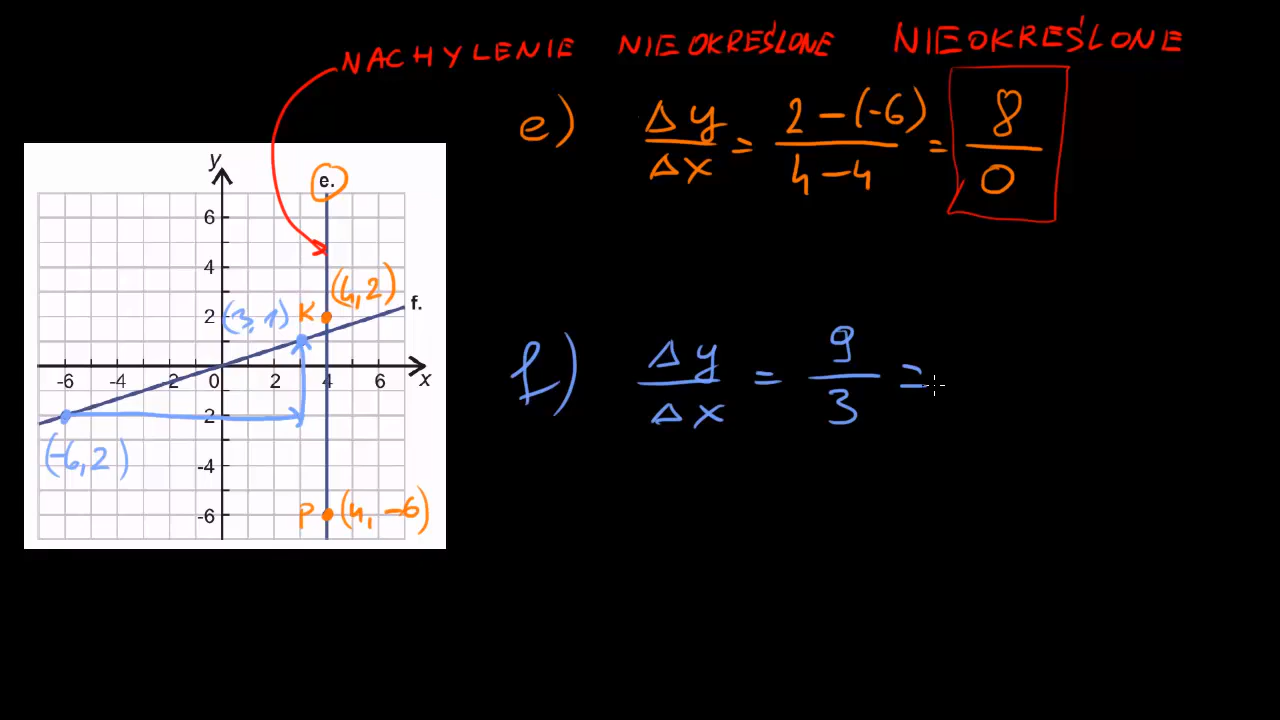 NACHYLENIE NIEOKREŚLONE NIEOKREŚLONE
e) Δy/Δx = 2-(-6)/4-4 = 8/0
y
e.
6
4
(4,2)
f.
2
(3,1) K
-6 -4 2 0 4 6 x
2
(-6,2)
-4
-6
P (4,-6)
f) Δy/Δx = 9/3 =